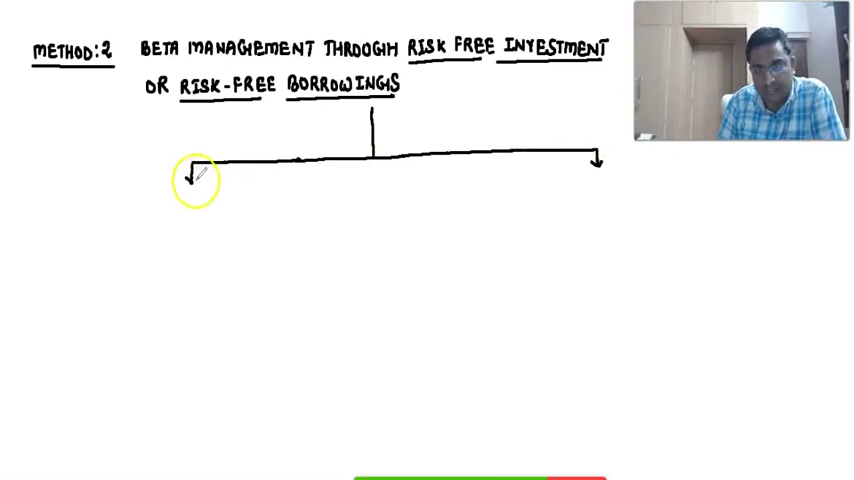 METHOD:2 BETA MANAGEMENT THROUGH RISK FREE INVESTMENT
OR RISK-FREE BORROWINGS